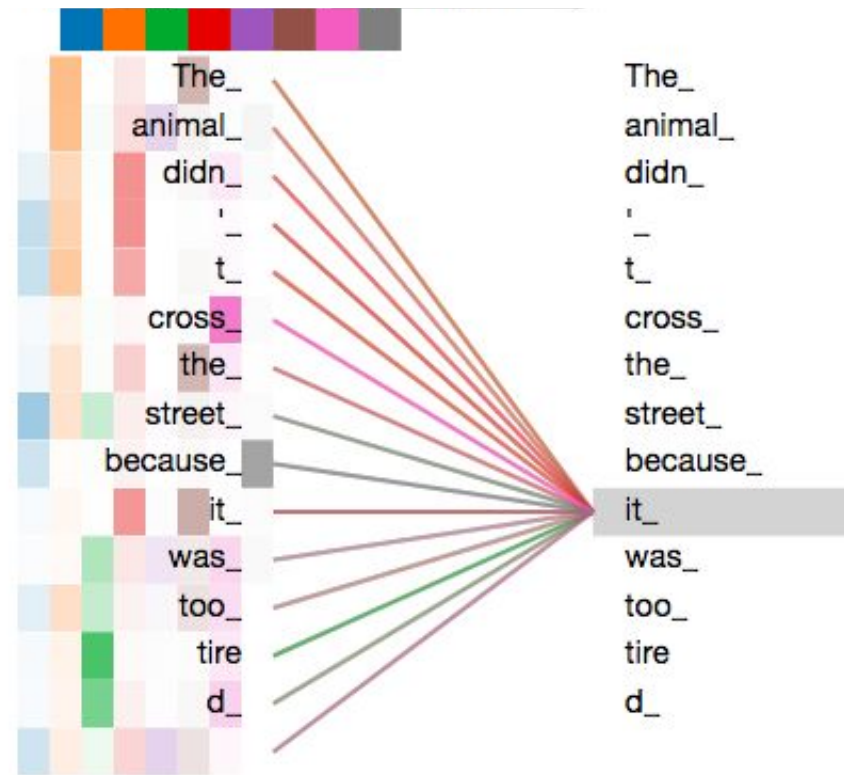 The_ The_
animal_ animal_
didn_ didn_
'_ '_
t_ t_
cross_ cross_
the_ the_
street_ street_
because_ because_
it_ it_
was_ was_
too_ too_
tire tire
d_ d_